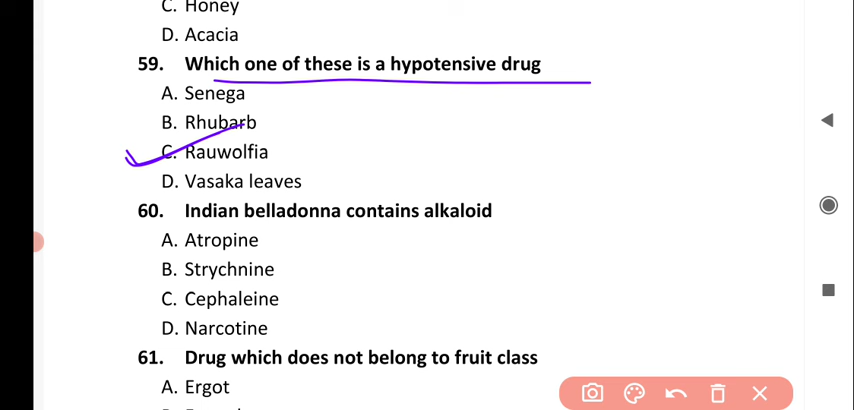 C. Honey
D. Acacia
59. Which one of these is a hypotensive drug
A. Senega
B. Rhubarb
C. Rauwolfia
D. Vasaka leaves
60. Indian belladonna contains alkaloid
A. Atropine
B. Strychnine
C. Cephaleine
D. Narcotine
61. Drug which does not belong to fruit class
A. Ergot